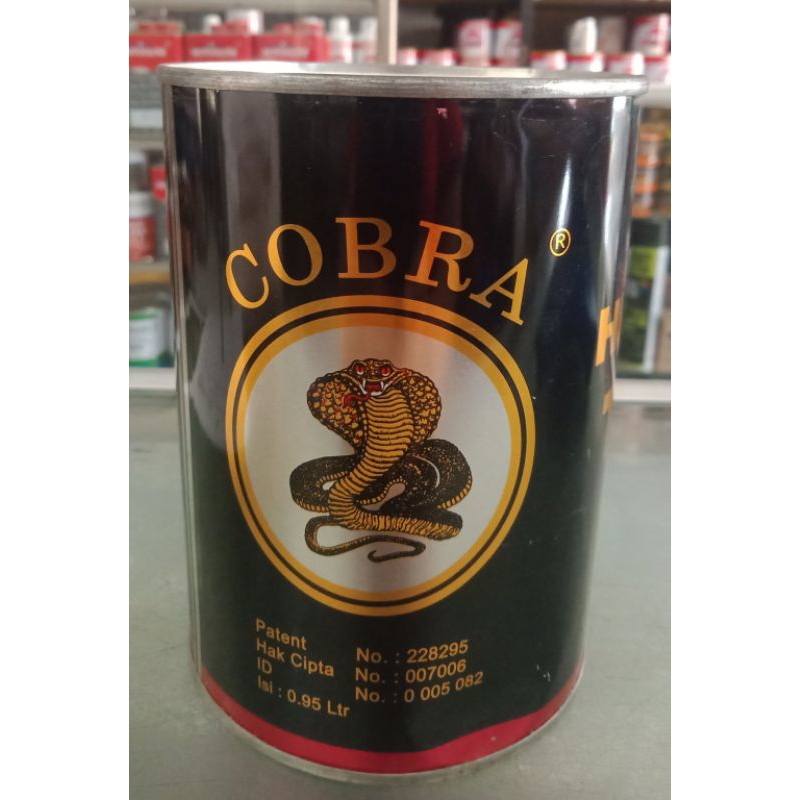 COBRA ®
H
Patent No. : 228295
Hak Cipta No. : 007006
ID No. : 0 005 082
Isi : 0.95 Ltr